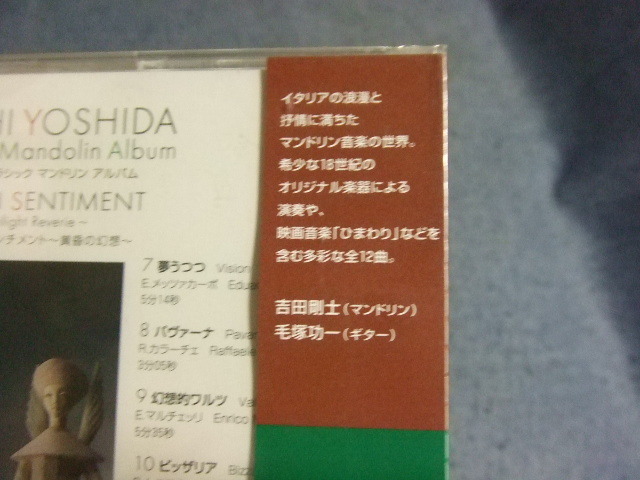 HI YOSHIDA
Mandolin Album
ラシック マンドリン アルバム
SENTIMENT
light Reverie～
ンチメント～黄昏の幻想～
7 夢うつつ Vision
E.メッツァカーポ Edua
5分14秒
8 パヴァーナ Pavan
R.カラーチェ Raffaele
3分05秒
9 幻想的ワルツ Val
E.マルチェッリ Enrico
5分35秒
10 ビッザリア Bizz
イタリアの浪漫と
抒情に満ちた
マンドリン音楽の世界。
希少な18世紀の
オリジナル楽器による
演奏や、
映画音楽「ひまわり」などを
含む多彩な全12曲。
吉田剛士(マンドリン)
毛塚功一(ギター)